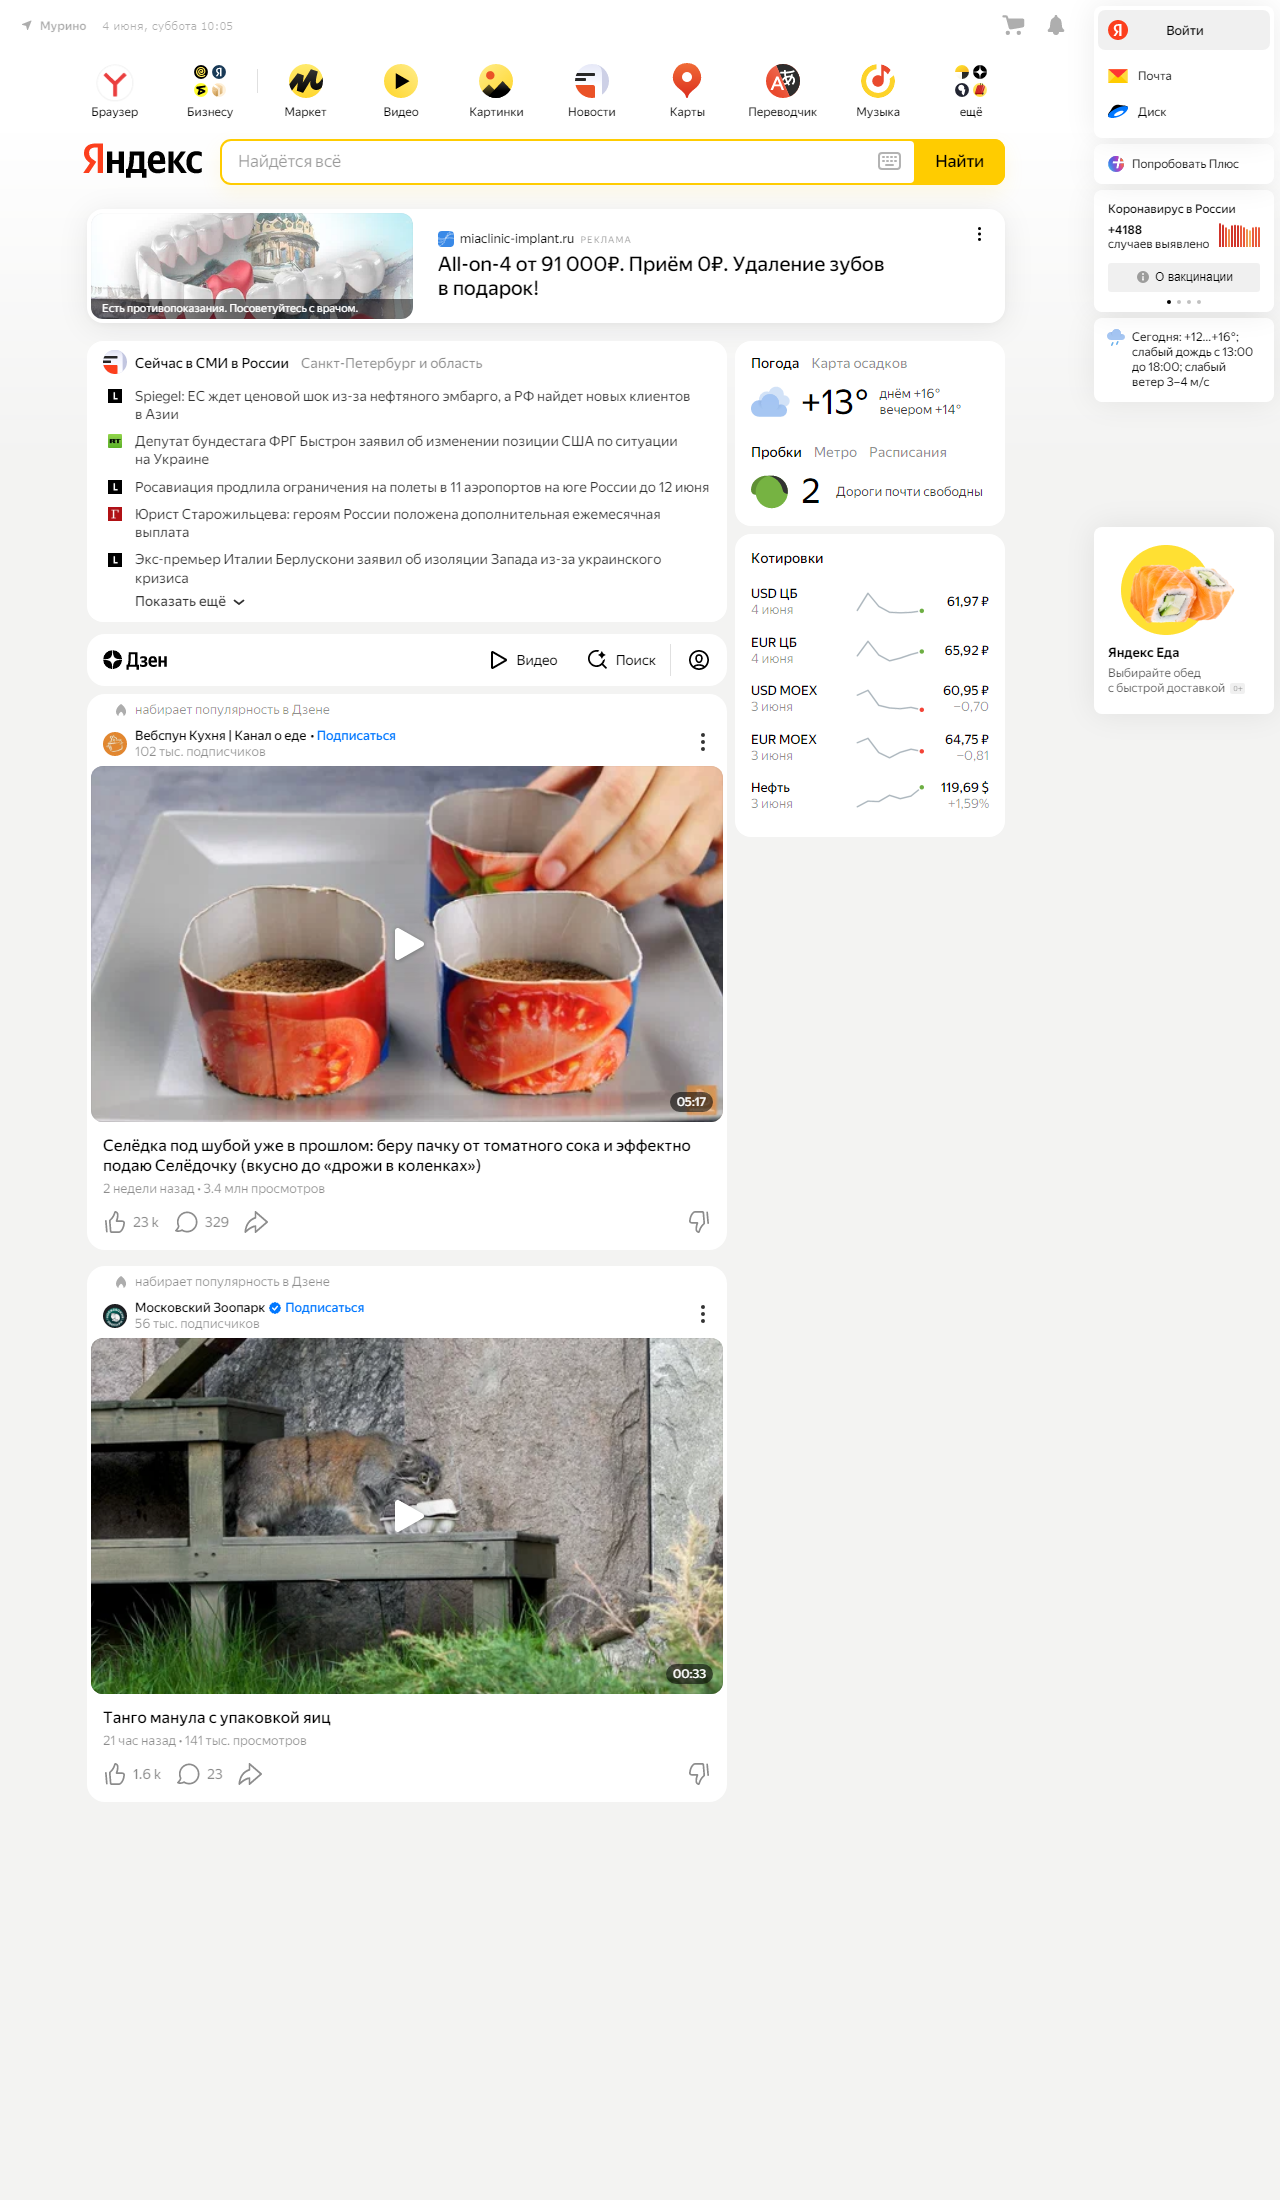 Мурино 4 июня, суббота 10:05
Браузер
Бизнесу
Маркет
Видео
Картинки
Новости
Карты
Переводчик
Музыка
ещё
Яндекс
Найдётся всё
Найти
Войти
Почта
Диск
Попробовать Плюс
Коронавирус в России
+4188
случаев выявлено
О вакцинации
Сегодня: +12...+16°;
слабый дождь с 13:00
до 18:00; слабый
ветер 3–4 м/с
Яндекс Еда
Выбирайте обед
с быстрой доставкой 0+
Есть противопоказания. Посоветуйтесь с врачом.
miaclinic-implant.ru РЕКЛАМА
All-on-4 от 91 000₽. Приём 0₽. Удаление зубов
в подарок!
Сейчас в СМИ в России Санкт-Петербург и область
Spiegel: ЕС ждет ценовой шок из-за нефтяного эмбарго, а РФ найдет новых клиентов
в Азии
Депутат бундестага ФРГ Быстрон заявил об изменении позиции США по ситуации
на Украине
Росавиация продлила ограничения на полеты в 11 аэропортов на юге России до 12 июня
Юрист Старожильцева: героям России положена дополнительная ежемесячная
выплата
Экс-премьер Италии Берлускони заявил об изоляции Запада из-за украинского
кризиса
Показать ещё
Погода Карта осадков
+13°
днём +16°
вечером +14°
Пробки Метро Расписания
2 Дороги почти свободны
Котировки
USD ЦБ 61,97 ₽
4 июня
EUR ЦБ 65,92 ₽
4 июня
USD MOEX 60,95 ₽
3 июня −0,70
EUR MOEX 64,75 ₽
3 июня −0,81
Нефть 119,69 $
3 июня +1,59%
Дзен
Видео
Поиск
набирает популярность в Дзене
Вебспун Кухня | Канал о еде • Подписаться
102 тыс. подписчиков
05:17
Селёдка под шубой уже в прошлом: беру пачку от томатного сока и эффектно
подаю Селёдочку (вкусно до «дрожи в коленках»)
2 недели назад • 3.4 млн просмотров
23 k 329
набирает популярность в Дзене
Московский Зоопарк Подписаться
56 тыс. подписчиков
00:33
Танго манула с упаковкой яиц
21 час назад • 141 тыс. просмотров
1.6 k 23